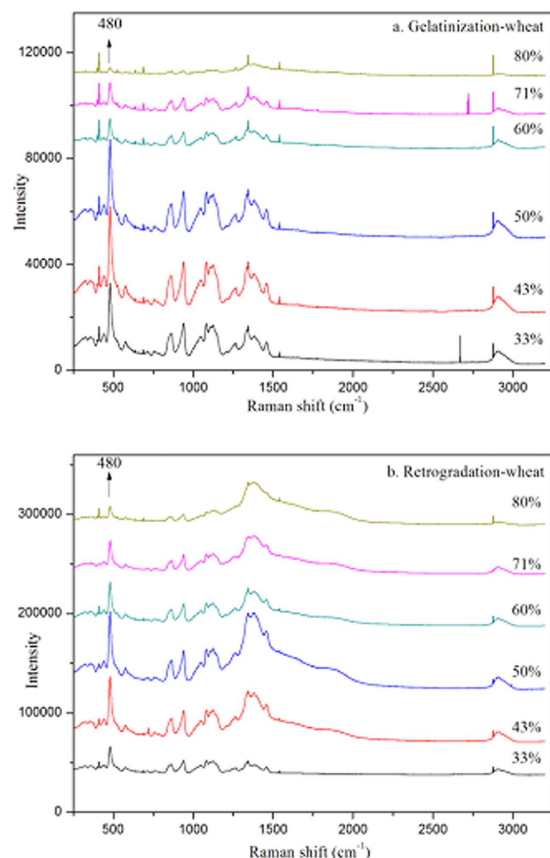 480
a. Gelatinization-wheat
120000
80%
71%
80000
60%
Intensity
50%
40000
43%
33%
0
500 1000 1500 2000 2500 3000
Raman shift (cm⁻¹)
480
b. Retrogradation-wheat
300000
80%
71%
200000
60%
Intensity
50%
100000
43%
33%
0
500 1000 1500 2000 2500 3000
Raman shift (cm⁻¹)